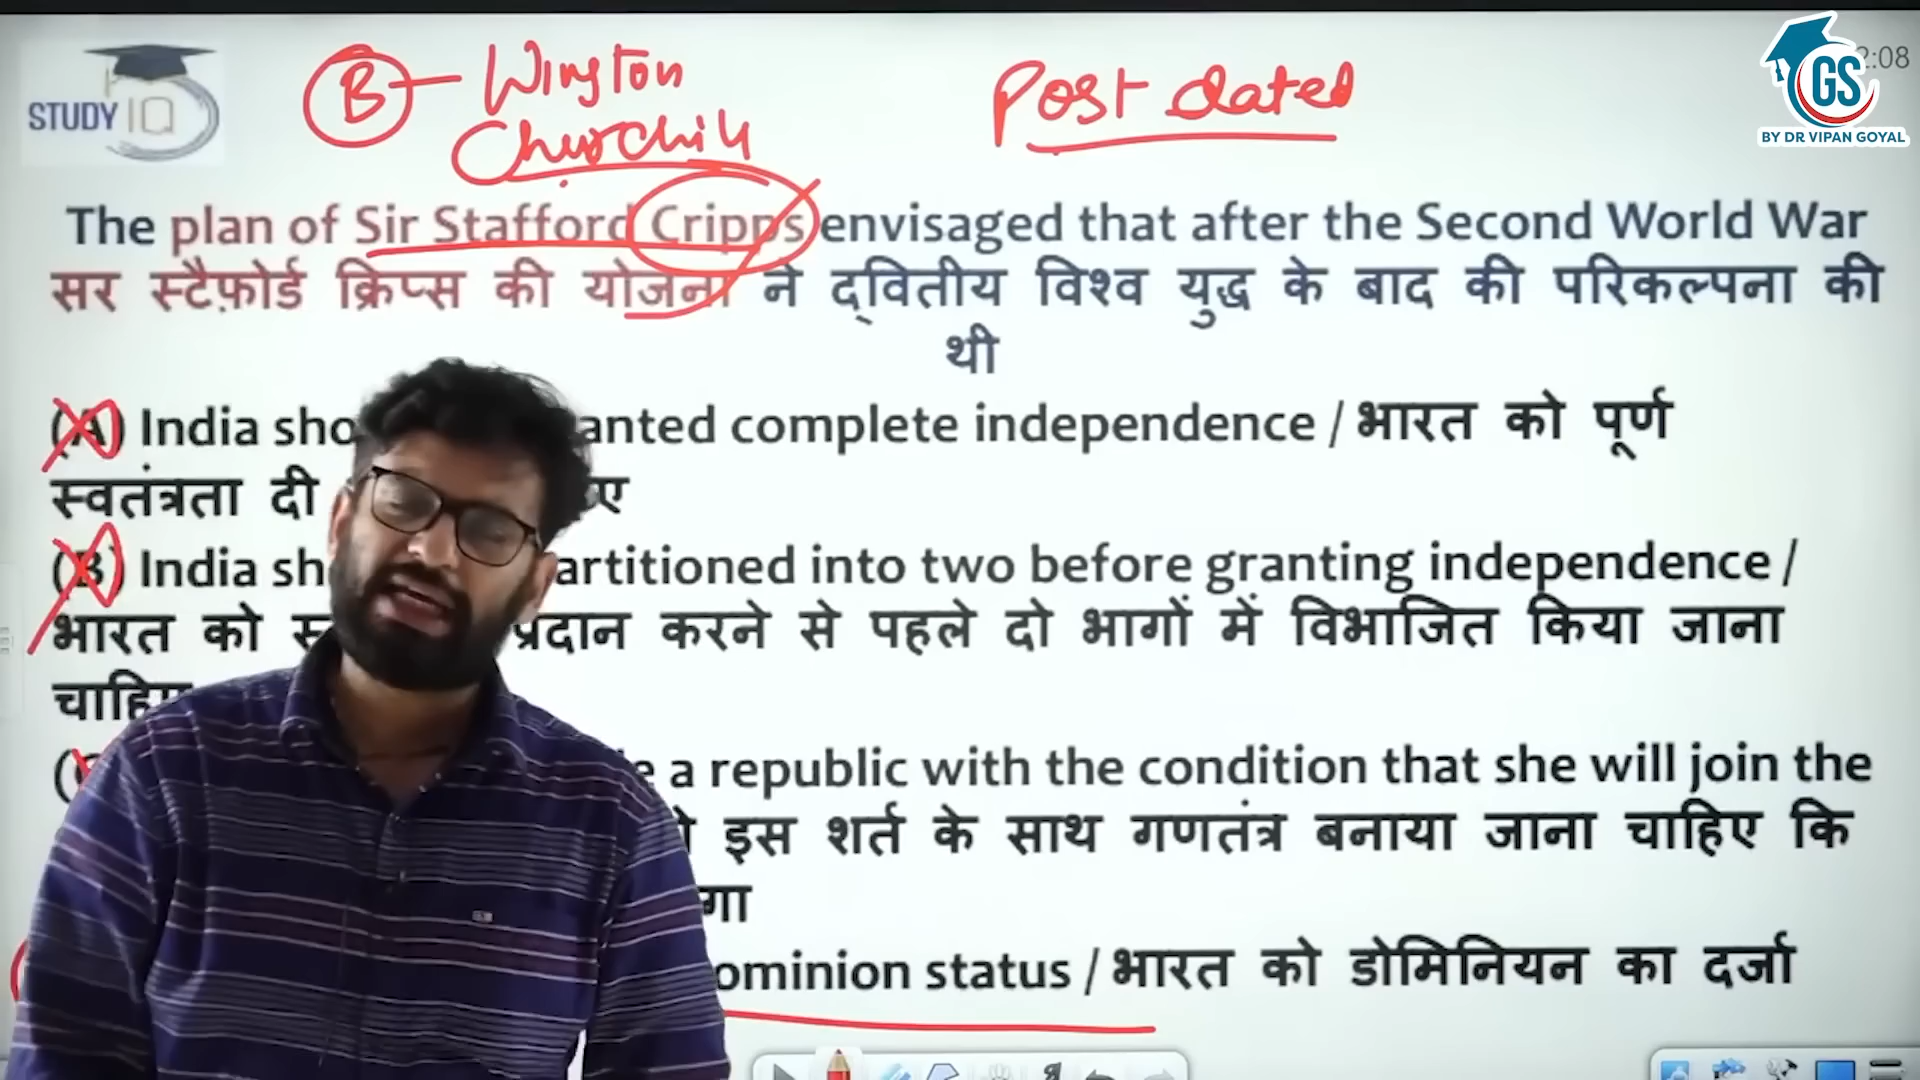 STUDY IQ
B - Winston
Churchill
Post dated
2:08
GS
BY DR VIPAN GOYAL
The plan of Sir Stafford Cripps envisaged that after the Second World War
सर स्टैफ़ोर्ड क्रिप्स की योजना ने द्वितीय विश्व युद्ध के बाद की परिकल्पना की
थी
(A) India sho anted complete independence / भारत को पूर्ण
स्वतंत्रता दी ए
(B) India sh artitioned into two before granting independence /
भारत को स् प्रदान करने से पहले दो भागों में विभाजित किया जाना
चाहिए
e a republic with the condition that she will join the
इस शर्त के साथ गणतंत्र बनाया जाना चाहिए कि
गा
ominion status / भारत को डोमिनियन का दर्जा